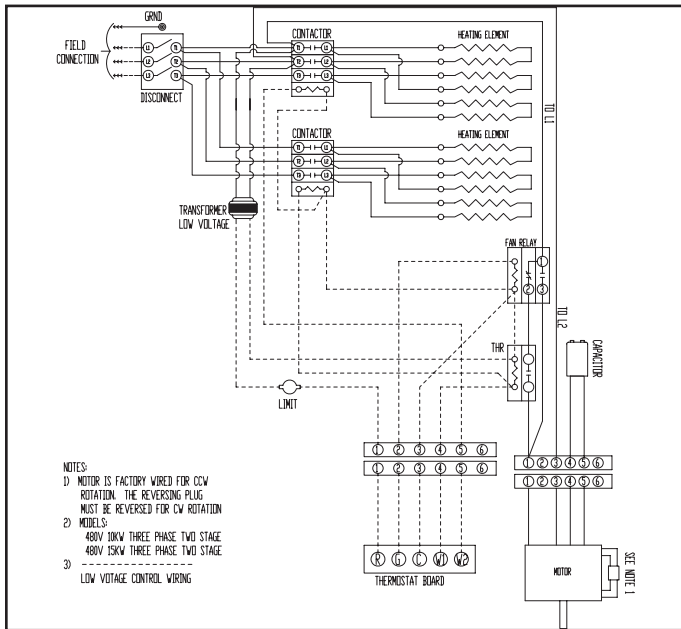 GRND
FIELD
CONNECTION
L1 T1
L2 T2
L3 T3
DISCONNECT
CONTACTOR
T1 L1
T2 L2
T3 L3
HEATING ELEMENT
TO L1
CONTACTOR
T1 L1
T2 L2
T3 L3
HEATING ELEMENT
TRANSFORMER
LOW VOLTAGE
FAN RELAY
1
2 3
TO L2
THR
CAPACITOR
LIMIT
1 2 3 4 5 6
1 2 3 4 5 6
1 2 3 4 5 6
1 2 3 4 5 6
R G C W1 W2
THERMOSTAT BOARD
MOTOR
SEE NOTE 1
NOTES:
1) MOTOR IS FACTORY WIRED FOR CCW
ROTATION. THE REVERSING PLUG
MUST BE REVERSED FOR CW ROTATION
2) MODELS:
480V 10KW THREE PHASE TWO STAGE
480V 15KW THREE PHASE TWO STAGE
3) --------------------
LOW VOTAGE CONTROL WIRING